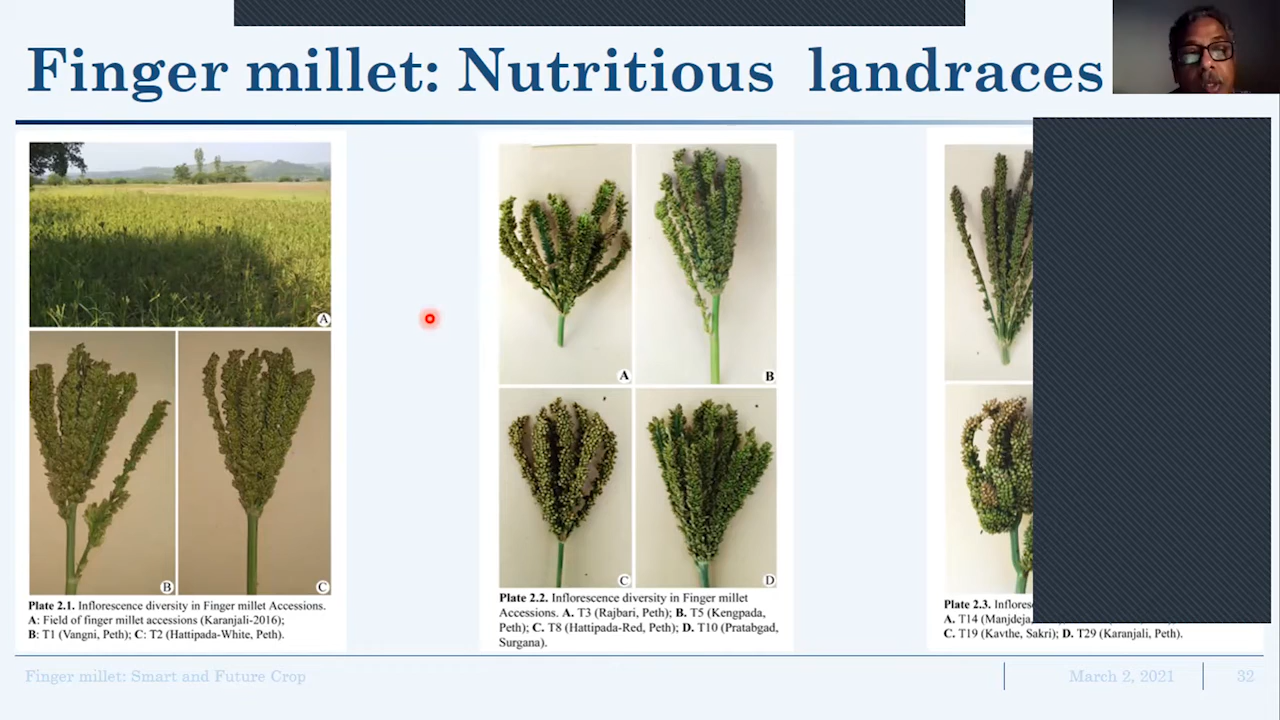 Finger millet: Nutritious landraces
A
B
C
Plate 2.1. Inflorescence diversity in Finger millet Accessions.
A: Field of finger millet accessions (Karanjali-2016);
B: T1 (Vangni, Peth); C: T2 (Hattipada-White, Peth).
A
B
C
D
Plate 2.2. Inflorescence diversity in Finger millet
Accessions. A. T3 (Rajbari, Peth); B. T5 (Kengpada,
Peth); C. T8 (Hattipada-Red, Peth); D. T10 (Pratabgad,
Surgana).
Plate 2.3.
A. T14 (Manjdeja,
C. T19 (Kavthe, Sakri); D. T29 (Karanjali, Peth).
Finger millet: Smart and Future Crop
March 2, 2021
32